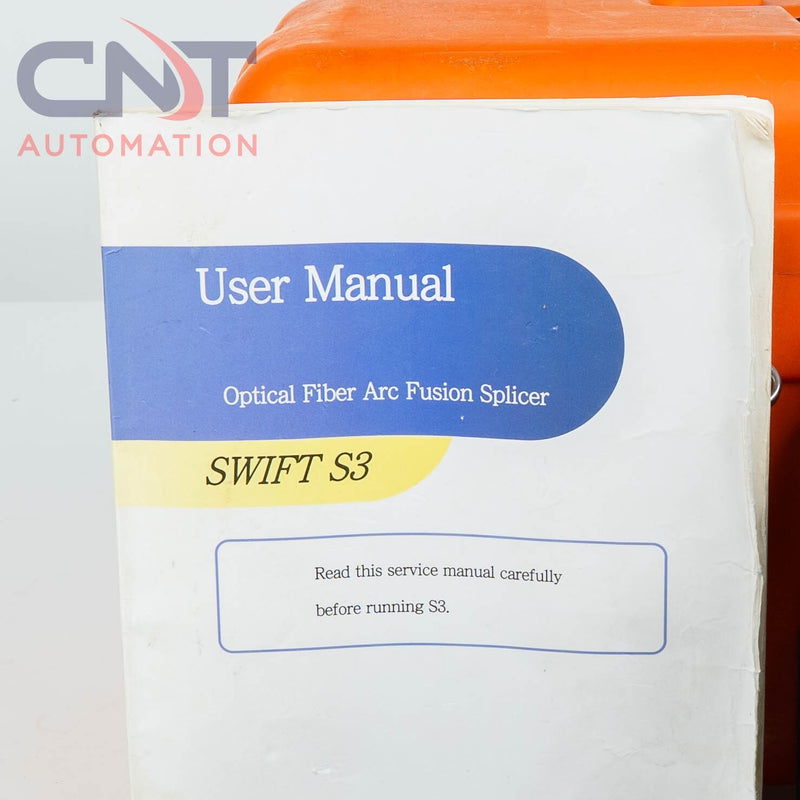 CNT
AUTOMATION
User Manual
Optical Fiber Arc Fusion Splicer
SWIFT S3
Read this service manual carefully
before running S3.